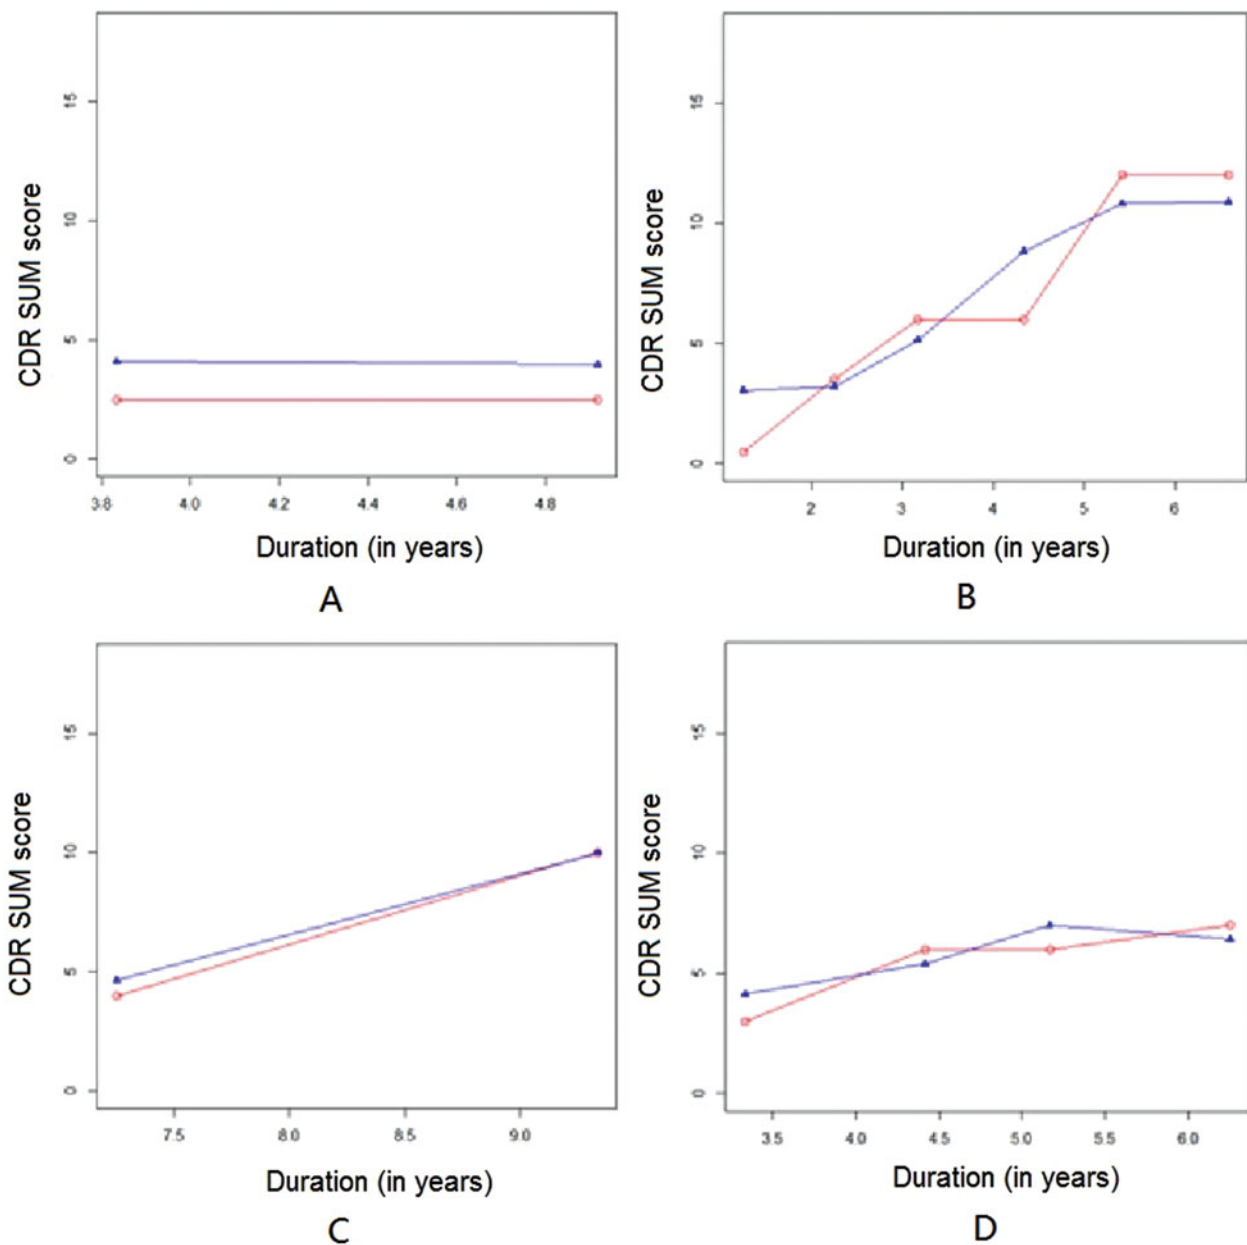 CDR SUM score
15
10
5
0
3.8 4.0 4.2 4.4 4.6 4.8
Duration (in years)
A
CDR SUM score
15
10
5
0
2 3 4 5 6
Duration (in years)
B
CDR SUM score
15
10
5
0
7.5 8.0 8.5 9.0
Duration (in years)
C
CDR SUM score
15
10
5
0
3.5 4.0 4.5 5.0 5.5 6.0
Duration (in years)
D